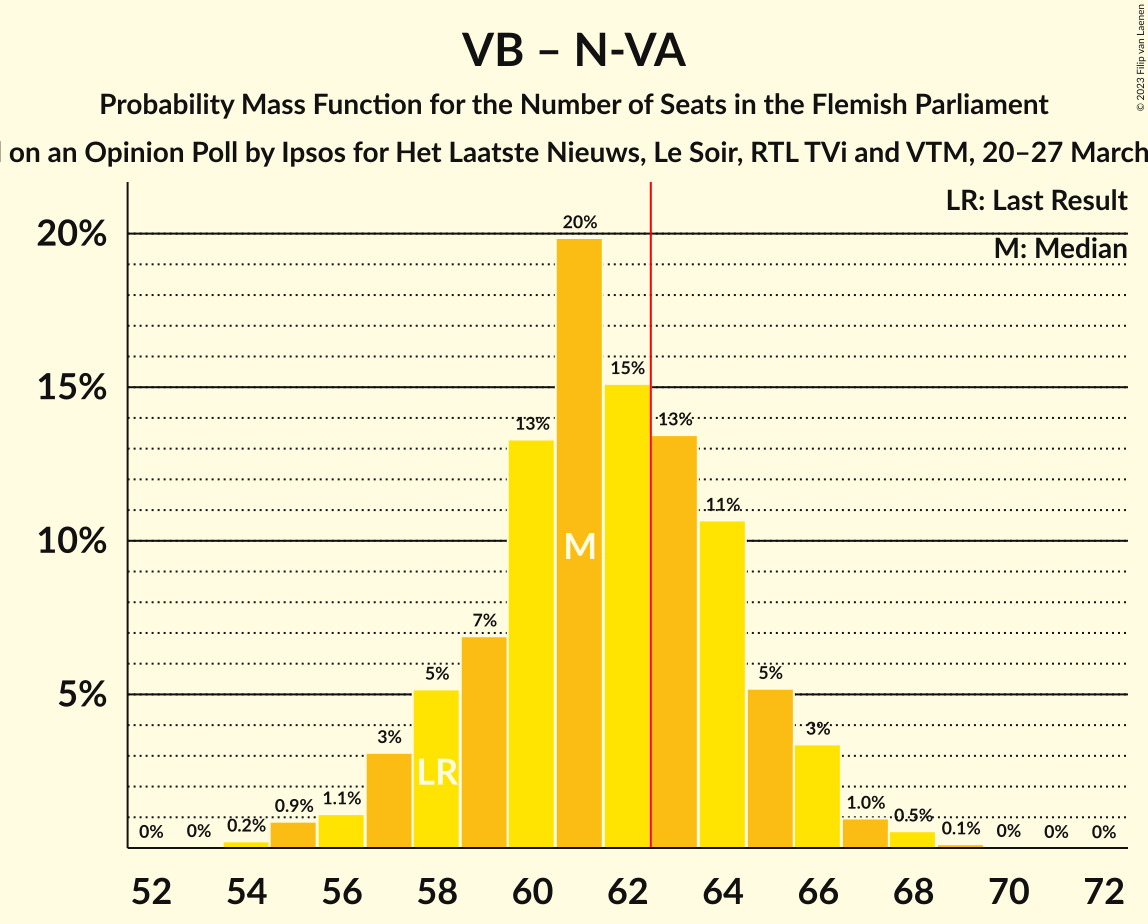 VB – N-VA
Probability Mass Function for the Number of Seats in the Flemish Parliament
on an Opinion Poll by Ipsos for Het Laatste Nieuws, Le Soir, RTL TVi and VTM, 20–27 March
© 2023 Filip van Laenen
LR: Last Result
M: Median
20%
15%
10%
5%
0%
0%
0.2%
0.9%
1.1%
3%
5%
7%
13%
20%
15%
13%
11%
5%
3%
1.0%
0.5%
0.1%
0%
0%
0%
LR
M
52 54 56 58 60 62 64 66 68 70 72